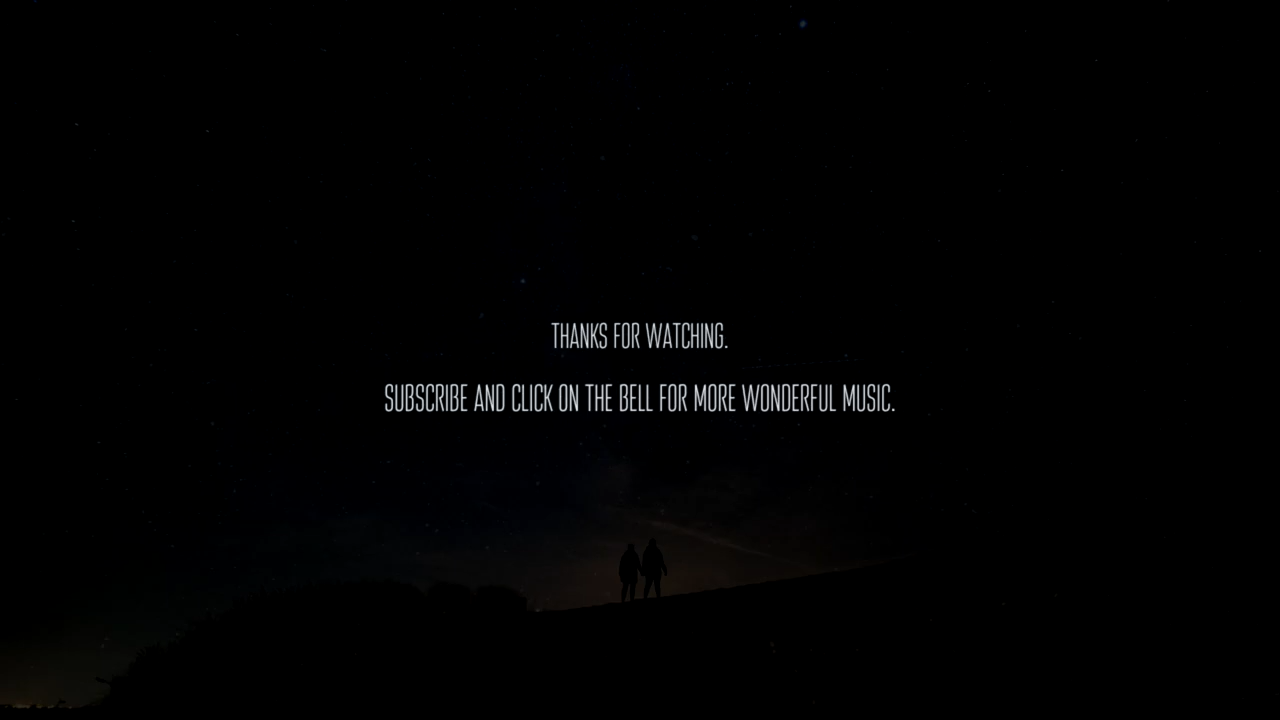 THANKS FOR WATCHING.
SUBSCRIBE AND CLICK ON THE BELL FOR MORE WONDERFUL MUSIC.